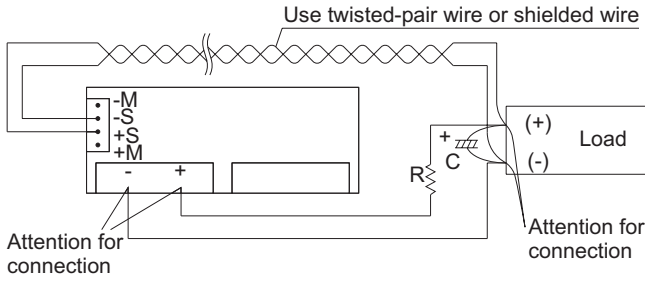 Use twisted-pair wire or shielded wire
-M
-S
+S
+M
- +
R
+
C
(+)
Load
(-)
Attention for
connection
Attention for
connection